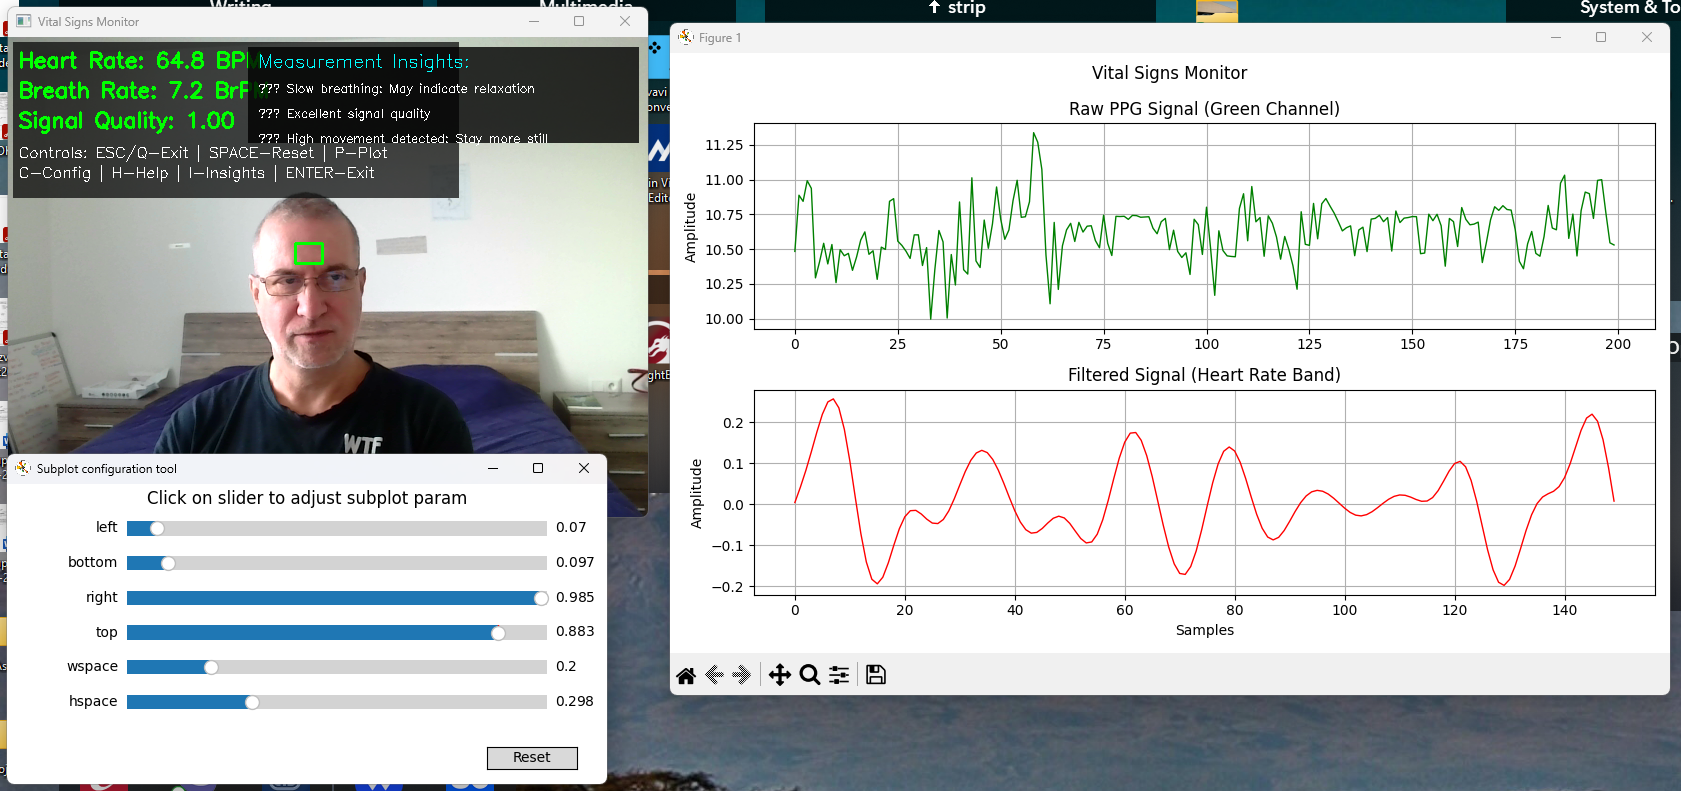 Writing
Multimedia
strip
System & To
Vital Signs Monitor
Heart Rate: 64.8 BPM
Breath Rate: 7.2 BrPM
Signal Quality: 1.00
Controls: ESC/Q-Exit | SPACE-Reset | P-Plot
C-Config | H-Help | I-Insights | ENTER-Exit
Measurement Insights:
??? Slow breathing: May indicate relaxation
??? Excellent signal quality
??? High movement detected: Stay more still
WTF
Subplot configuration tool
Click on slider to adjust subplot param
left 0.07
bottom 0.097
right 0.985
top 0.883
wspace 0.2
hspace 0.298
Reset
Figure 1
Vital Signs Monitor
Raw PPG Signal (Green Channel)
Amplitude
11.25
11.00
10.75
10.50
10.25
10.00
0 25 50 75 100 125 150 175 200
Filtered Signal (Heart Rate Band)
Amplitude
0.2
0.1
0.0
−0.1
−0.2
0 20 40 60 80 100 120 140
Samples